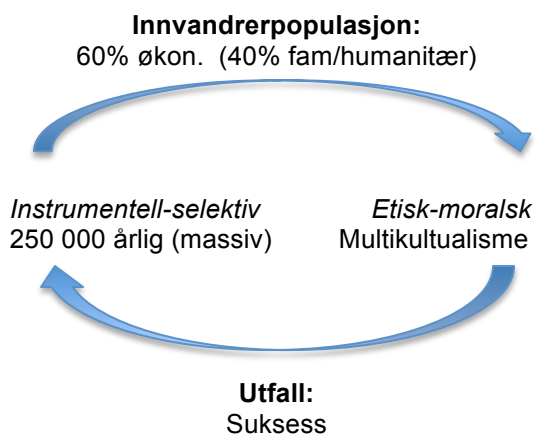 Innvandrerpopulasjon:
60% økon. (40% fam/humanitær)
Instrumentell-selektiv
250 000 årlig (massiv)
Etisk-moralsk
Multikultualisme
Utfall:
Suksess